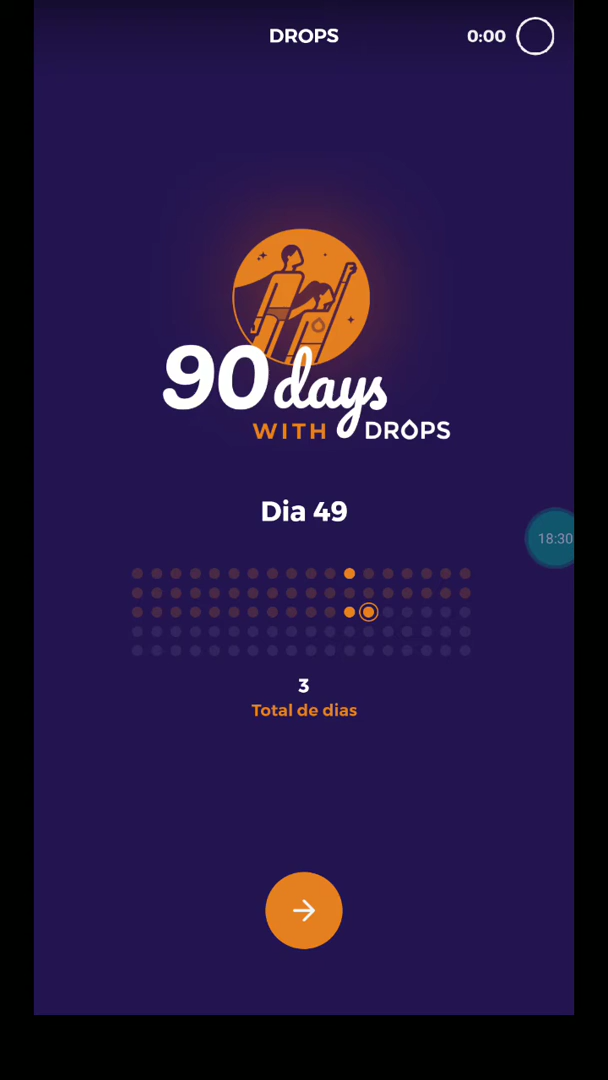 DROPS
0:00
90 days
WITH DROPS
Dia 49
18:30
3
Total de dias